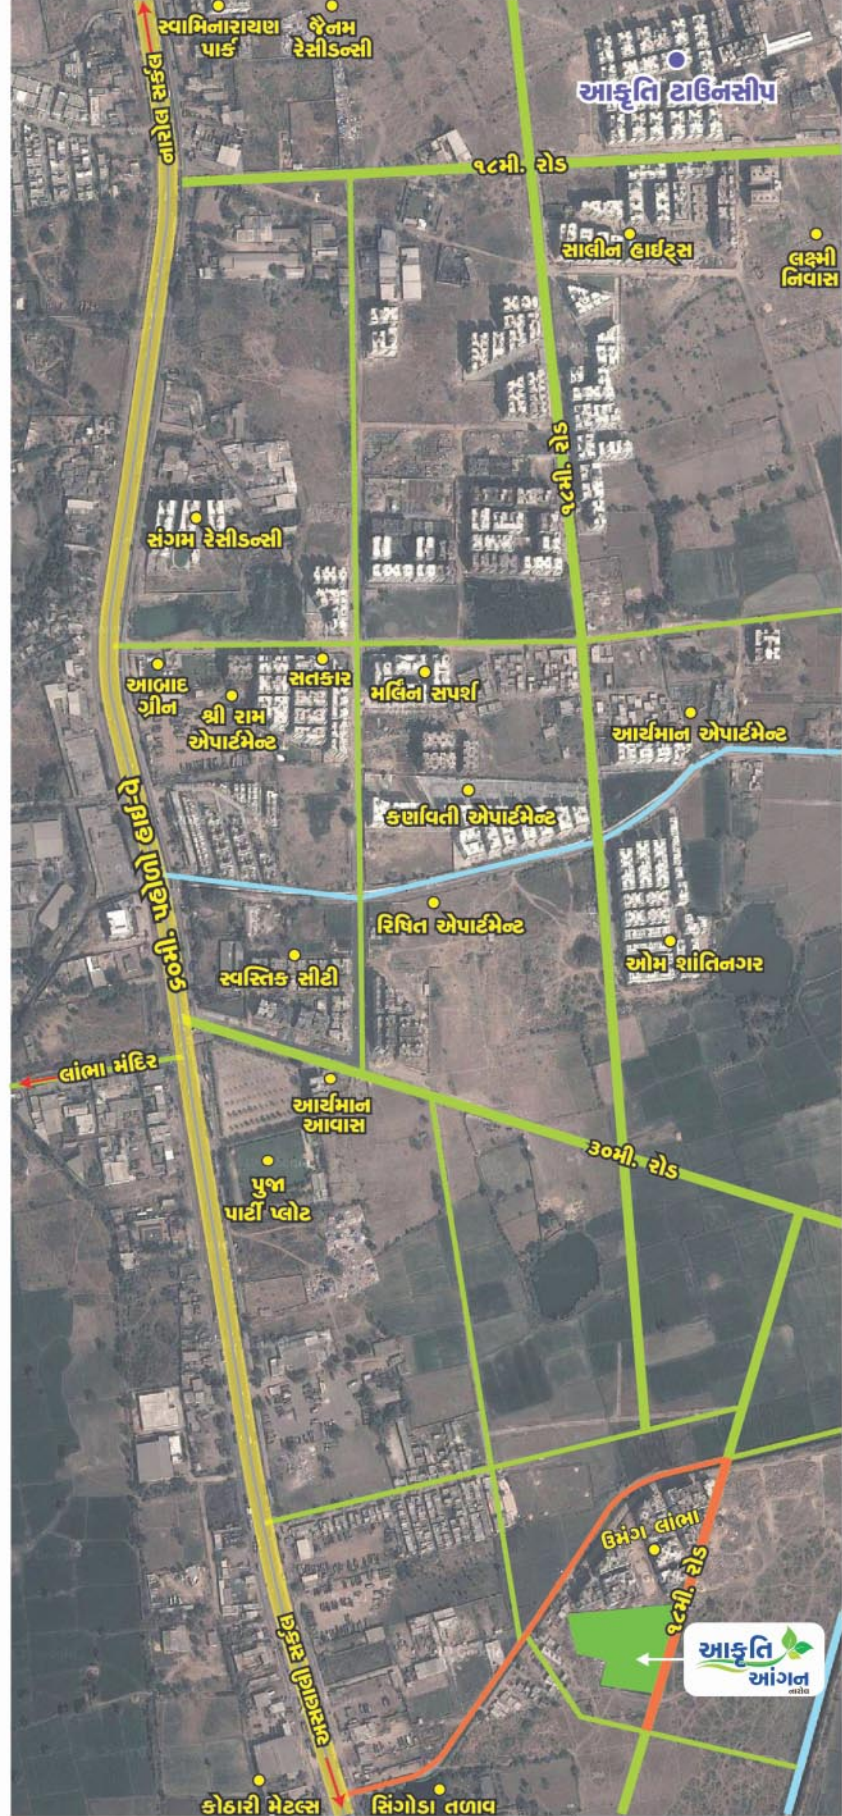 સ્વામિનારાયણ
પાર્ક
જૈનમ
રેસીડન્સી
નારોલ સર્કલ
આકૃતિ ટાઉનસીપ
૧૮મી. રોડ
સાલીન હાઈટ્સ
લક્ષ્મી
નિવાસ
૧૮મી. રોડ
સંગમ રેસીડન્સી
આબાદ
ગ્રીન
શ્રી રામ
એપાર્ટમેન્ટ
સતકાર
મર્લિન સપર્શ
આર્યમાન એપાર્ટમેન્ટ
૬૦મી. પહોળો હાઈ-વે
કર્ણાવતી એપાર્ટમેન્ટ
રિષિત એપાર્ટમેન્ટ
સ્વસ્તિક સીટી
ઓમ શાંતિનગર
લાંભા મંદિર
આર્યમાન
આવાસ
પુજા
પાર્ટી પ્લોટ
૩૦મી. રોડ
ઉમંગ લાંભા
૧૮મી. રોડ
આકૃતિ
આંગન
નારોલ
અસલાલી સર્કલ
કોઠારી મેટલ્સ
સિંગોડા તળાવ